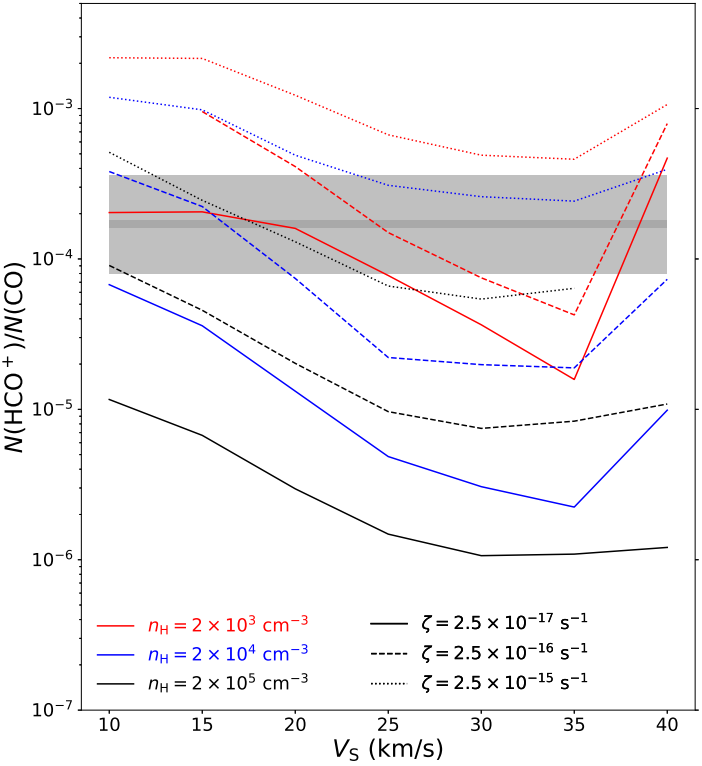 10⁻³
10⁻⁴
10⁻⁵
10⁻⁶
10⁻⁷
N(HCO⁺)/N(CO)
n_H = 2 × 10³ cm⁻³
n_H = 2 × 10⁴ cm⁻³
n_H = 2 × 10⁵ cm⁻³
ζ = 2.5 × 10⁻¹⁷ s⁻¹
ζ = 2.5 × 10⁻¹⁶ s⁻¹
ζ = 2.5 × 10⁻¹⁵ s⁻¹
10 15 20 25 30 35 40
V_S (km/s)